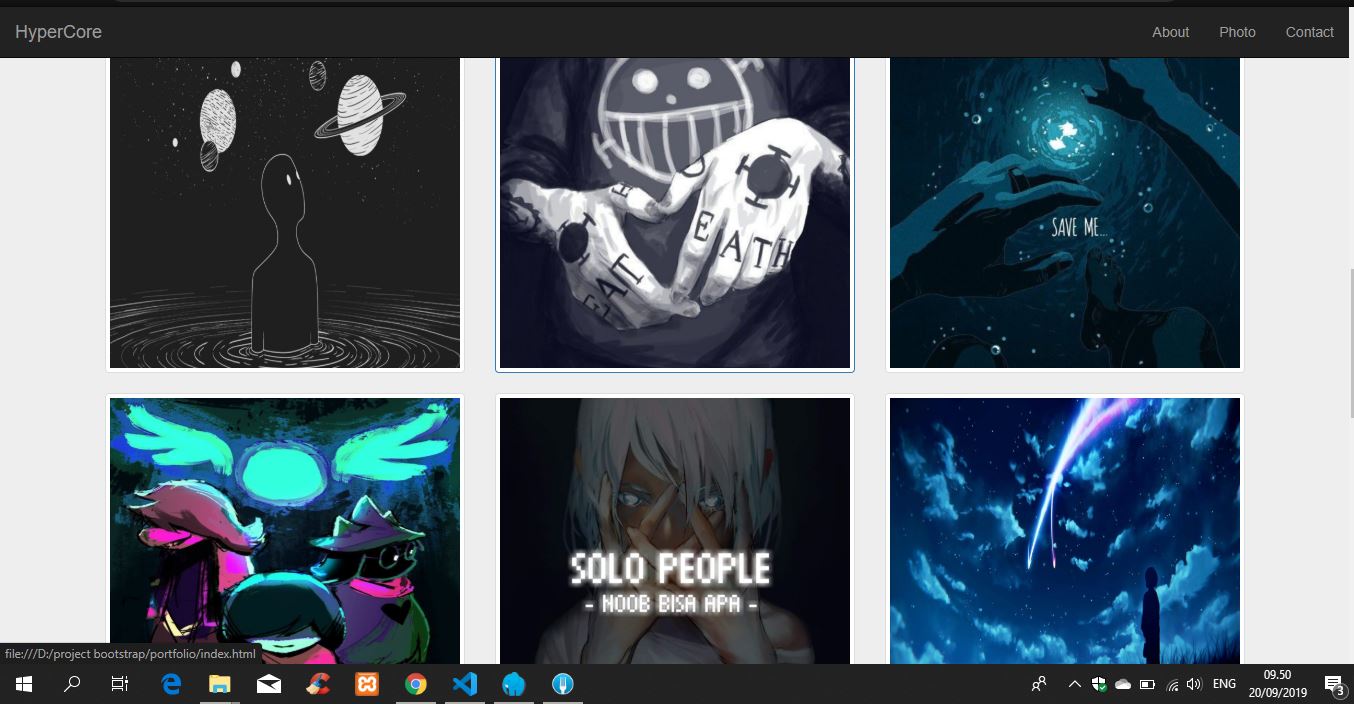 HyperCore
About
Photo
Contact
EATH
SAVE ME...
SOLO PEOPLE
- NOOB BISA APA -
file:///D:/project bootstrap/portfolio/index.html
ENG
09.50
20/09/2019
3